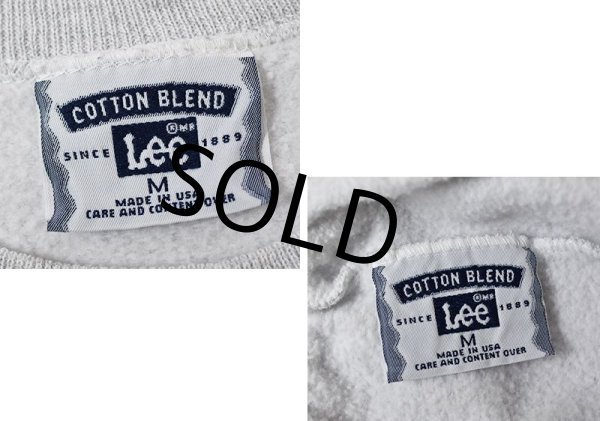 COTTON BLEND
SINCE Lee ® M.R. 1889
M
MADE IN USA
CARE AND CONTENT OVER
SOLD
COTTON BLEND
SINCE Lee ® M.R. 1889
M
MADE IN USA
CARE AND CONTENT OVER